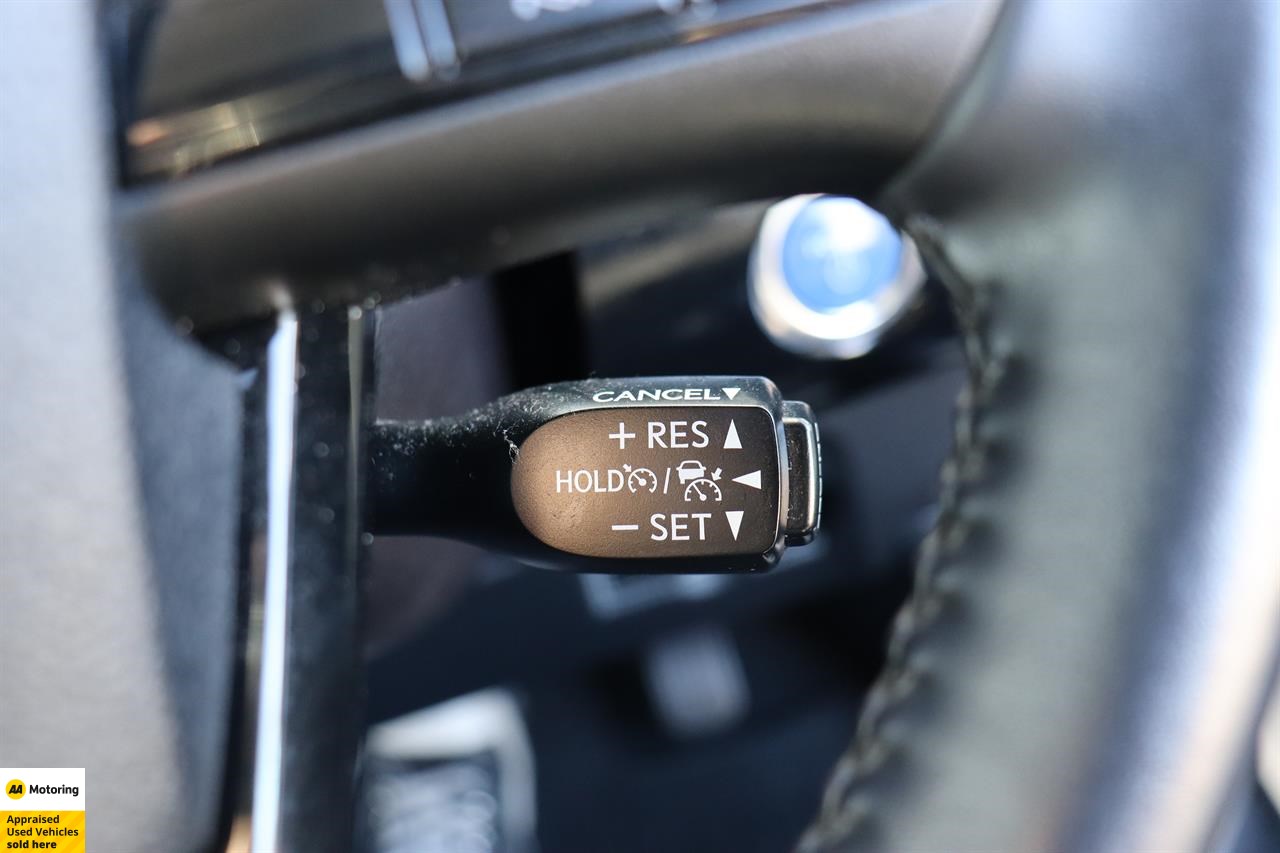 CANCEL▼
+ RES ▲
HOLD / ◀
− SET ▼
AA Motoring
Appraised
Used Vehicles
sold here